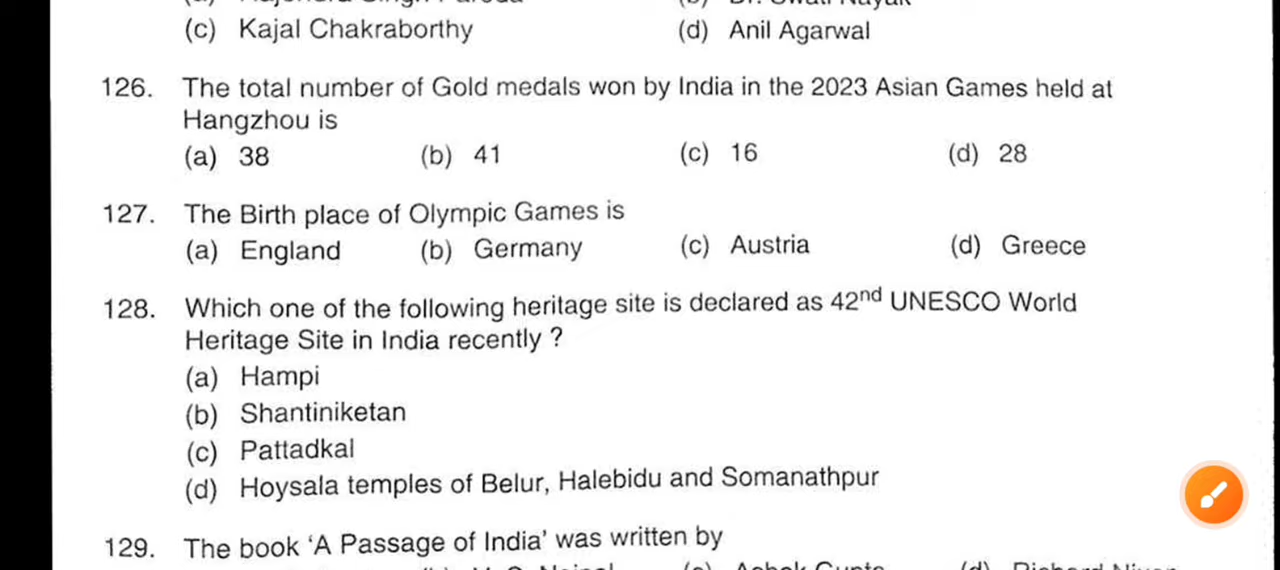 (c) Kajal Chakraborthy (d) Anil Agarwal
126. The total number of Gold medals won by India in the 2023 Asian Games held at
Hangzhou is
(a) 38 (b) 41 (c) 16 (d) 28
127. The Birth place of Olympic Games is
(a) England (b) Germany (c) Austria (d) Greece
128. Which one of the following heritage site is declared as 42nd UNESCO World
Heritage Site in India recently ?
(a) Hampi
(b) Shantiniketan
(c) Pattadkal
(d) Hoysala temples of Belur, Halebidu and Somanathpur
129. The book ‘A Passage of India’ was written by